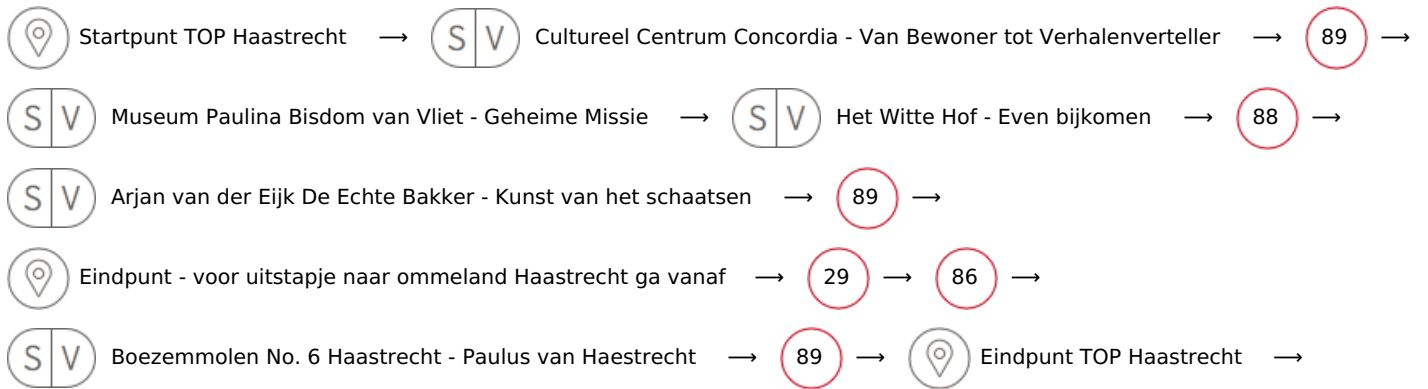 Startpunt TOP Haastrecht → S V Cultureel Centrum Concordia - Van Bewoner tot Verhalenverteller → 89 →
S V Museum Paulina Bisdom van Vliet - Geheime Missie → S V Het Witte Hof - Even bijkomen → 88 →
S V Arjan van der Eijk De Echte Bakker - Kunst van het schaatsen → 89 →
Eindpunt - voor uitstapje naar ommeland Haastrecht ga vanaf → 29 → 86 →
S V Boezemmolen No. 6 Haastrecht - Paulus van Haestrecht → 89 → Eindpunt TOP Haastrecht →